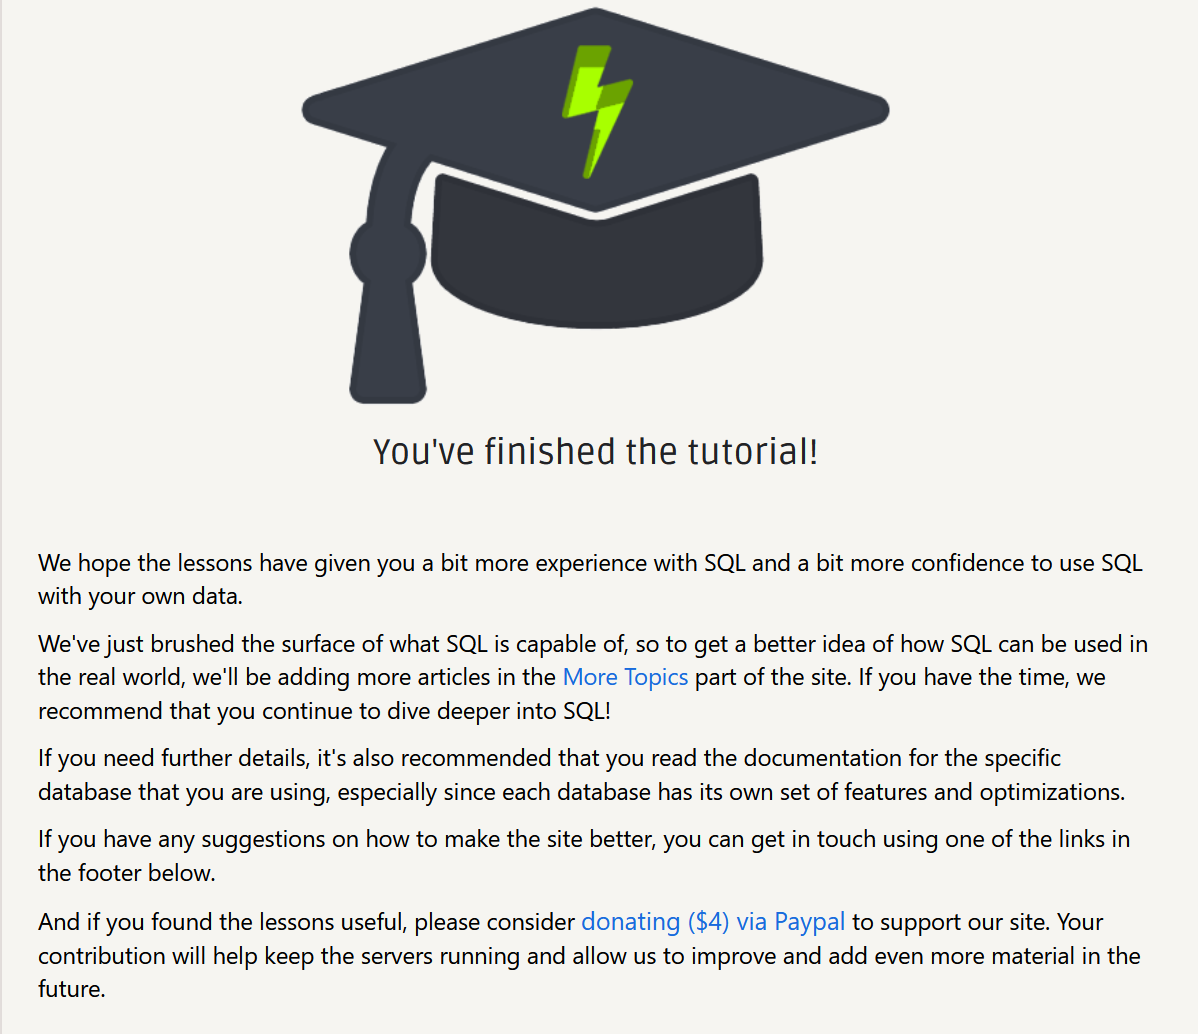 You've finished the tutorial!
We hope the lessons have given you a bit more experience with SQL and a bit more confidence to use SQL
with your own data.
We've just brushed the surface of what SQL is capable of, so to get a better idea of how SQL can be used in
the real world, we'll be adding more articles in the More Topics part of the site. If you have the time, we
recommend that you continue to dive deeper into SQL!
If you need further details, it's also recommended that you read the documentation for the specific
database that you are using, especially since each database has its own set of features and optimizations.
If you have any suggestions on how to make the site better, you can get in touch using one of the links in
the footer below.
And if you found the lessons useful, please consider donating ($4) via Paypal to support our site. Your
contribution will help keep the servers running and allow us to improve and add even more material in the
future.